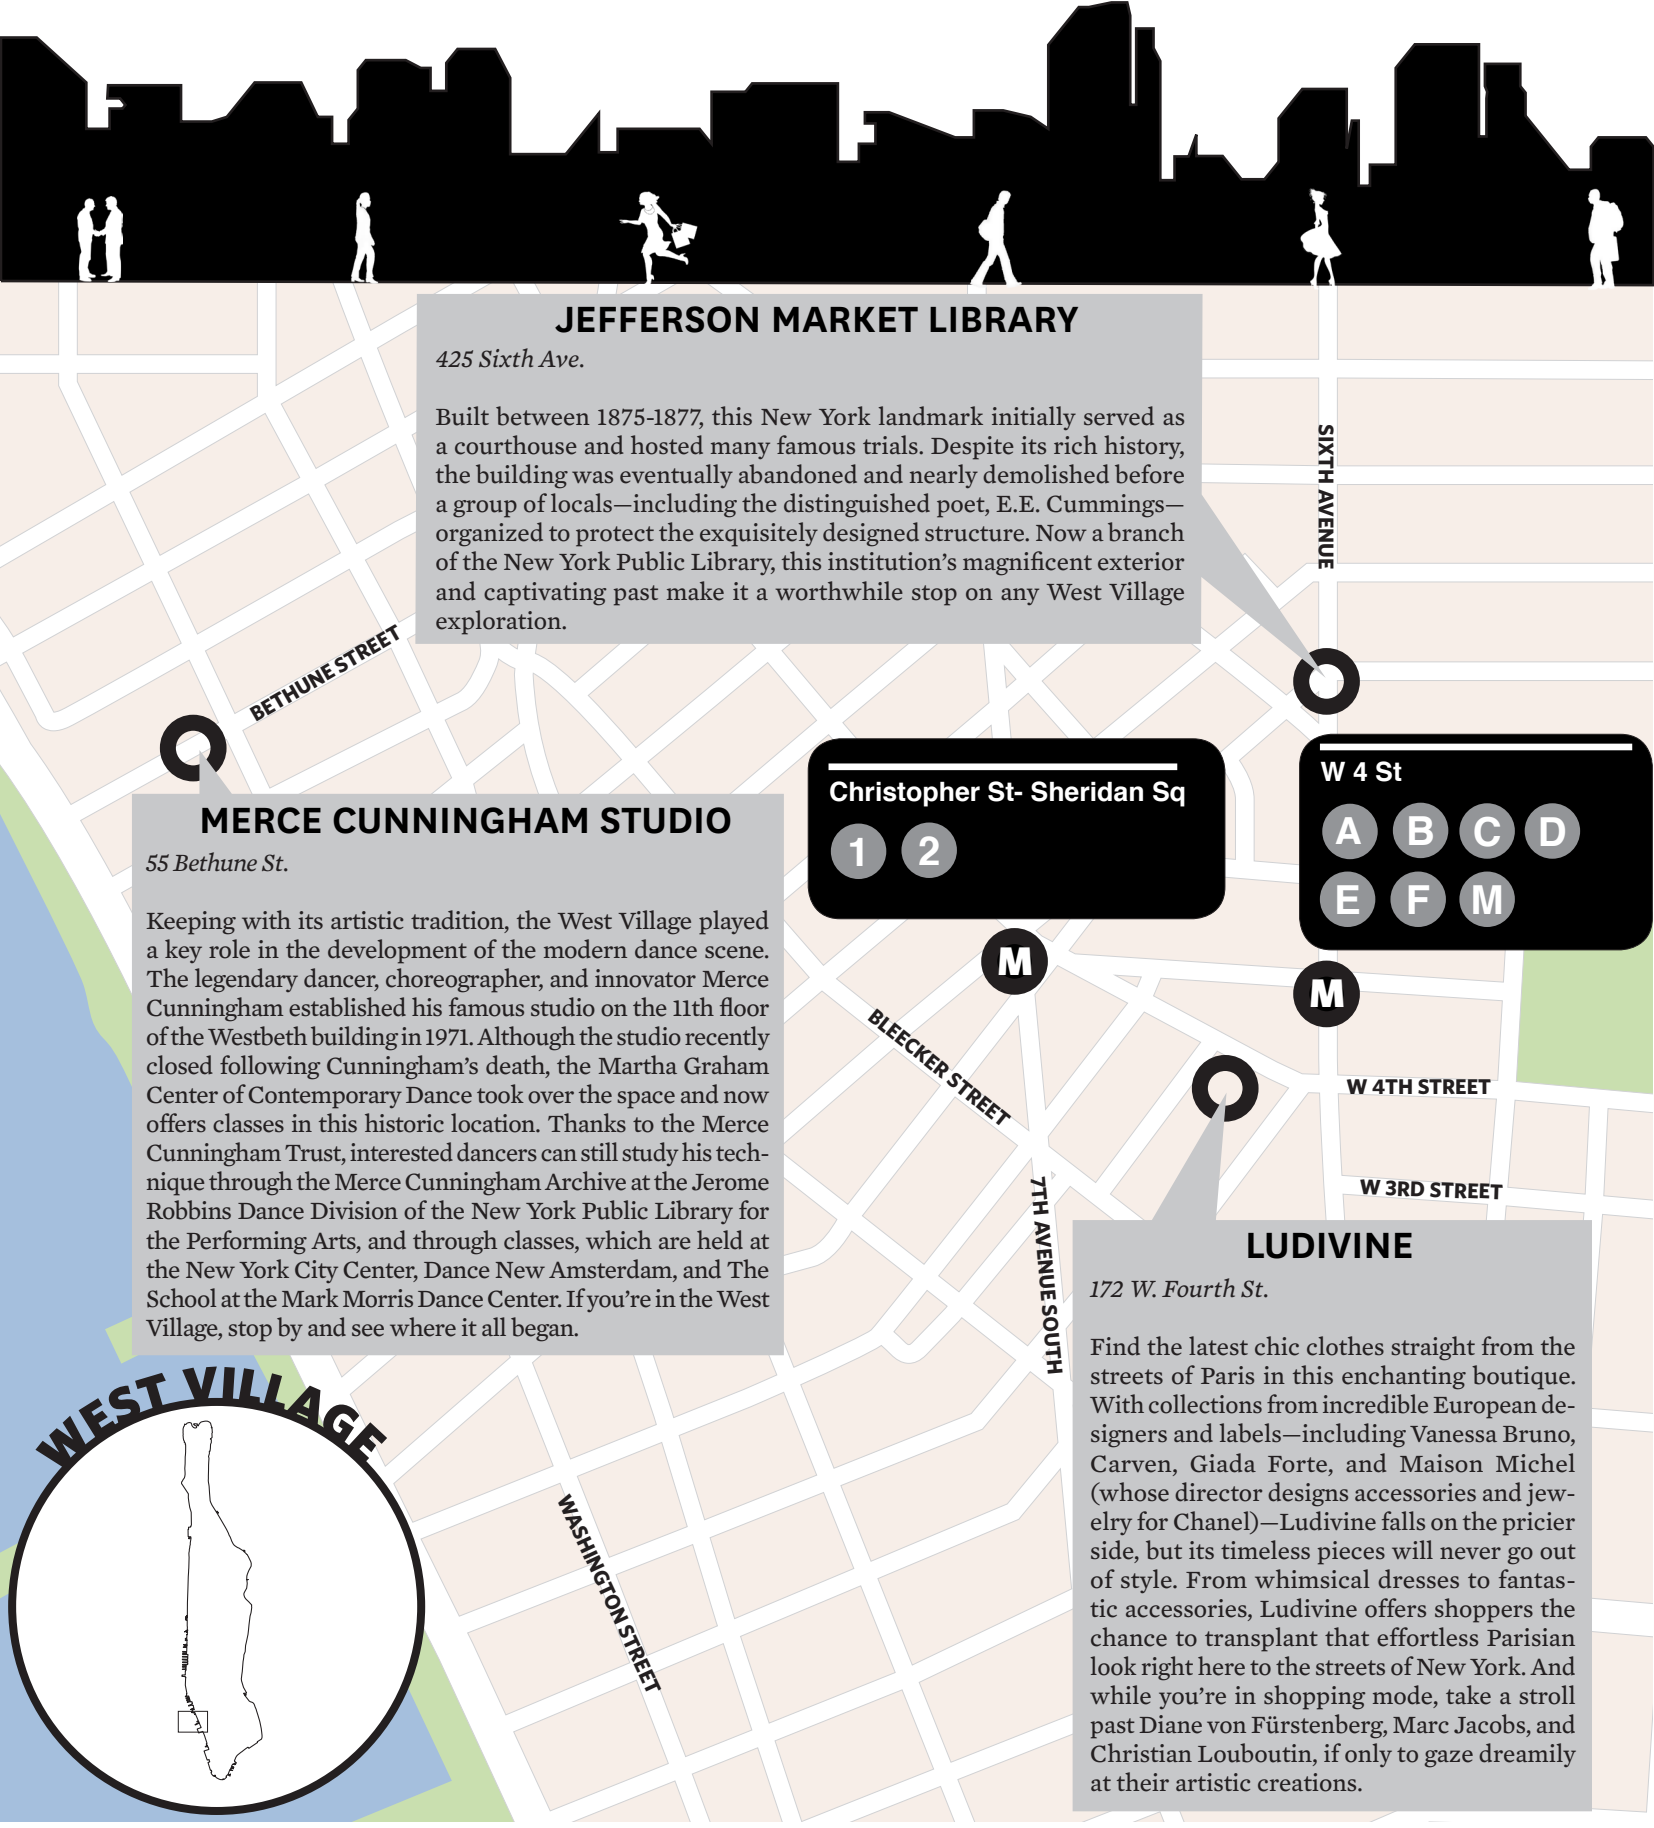 JEFFERSON MARKET LIBRARY
425 Sixth Ave.
Built between 1875-1877, this New York landmark initially served as
a courthouse and hosted many famous trials. Despite its rich history,
the building was eventually abandoned and nearly demolished before
a group of locals—including the distinguished poet, E.E. Cummings—
organized to protect the exquisitely designed structure. Now a branch
of the New York Public Library, this institution's magnificent exterior
and captivating past make it a worthwhile stop on any West Village
exploration.
SIXTH AVENUE
BETHUNE STREET
MERCE CUNNINGHAM STUDIO
55 Bethune St.
Keeping with its artistic tradition, the West Village played
a key role in the development of the modern dance scene.
The legendary dancer, choreographer, and innovator Merce
Cunningham established his famous studio on the 11th floor
of the Westbeth building in 1971. Although the studio recently
closed following Cunningham's death, the Martha Graham
Center of Contemporary Dance took over the space and now
offers classes in this historic location. Thanks to the Merce
Cunningham Trust, interested dancers can still study his tech-
nique through the Merce Cunningham Archive at the Jerome
Robbins Dance Division of the New York Public Library for
the Performing Arts, and through classes, which are held at
the New York City Center, Dance New Amsterdam, and The
School at the Mark Morris Dance Center. If you're in the West
Village, stop by and see where it all began.
Christopher St- Sheridan Sq
1 2
W 4 St
A B C D
E F M
M
M
BLEECKER STREET
W 4TH STREET
W 3RD STREET
7TH AVENUE SOUTH
LUDIVINE
172 W. Fourth St.
Find the latest chic clothes straight from the
streets of Paris in this enchanting boutique.
With collections from incredible European de-
signers and labels—including Vanessa Bruno,
Carven, Giada Forte, and Maison Michel
(whose director designs accessories and jew-
elry for Chanel)—Ludivine falls on the pricier
side, but its timeless pieces will never go out
of style. From whimsical dresses to fantas-
tic accessories, Ludivine offers shoppers the
chance to transplant that effortless Parisian
look right here to the streets of New York. And
while you're in shopping mode, take a stroll
past Diane von Fürstenberg, Marc Jacobs, and
Christian Louboutin, if only to gaze dreamily
at their artistic creations.
WEST VILLAGE
WASHINGTON STREET